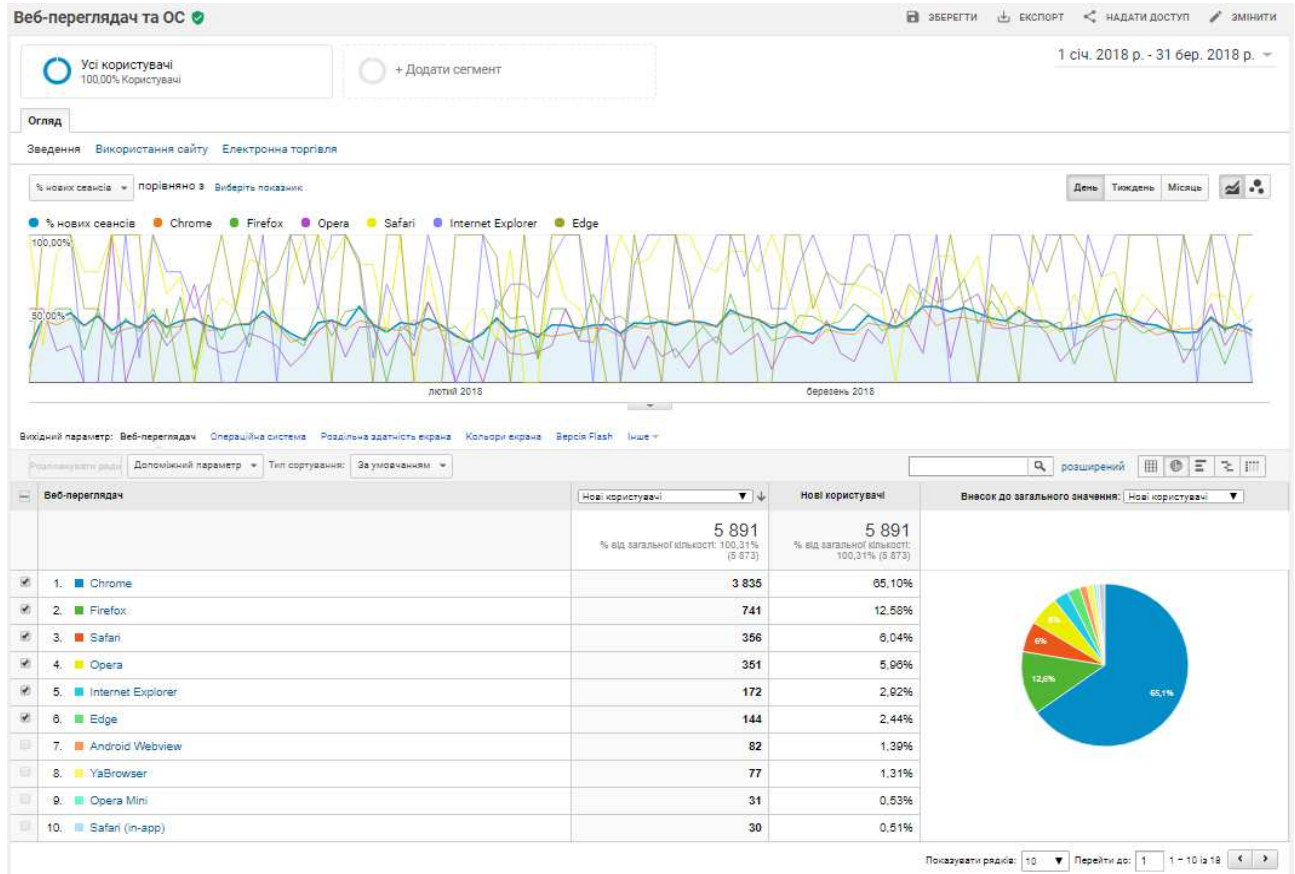 Веб-переглядач та ОС
ЗБЕРЕГТИ ЕКСПОРТ НАДАТИ ДОСТУП ЗМІНИТИ
1 січ. 2018 р. - 31 бер. 2018 р.
Усі користувачі
100,00% Користувачі
+ Додати сегмент
Огляд
Зведення Використання сайту Електронна торгівля
% нових сеансів порівняно з Виберіть показник
День Тиждень Місяць
% нових сеансів Chrome Firefox Opera Safari Internet Explorer Edge
100,00%
50,00%
лютий 2018 березень 2018
Вихідний параметр: Веб-переглядач Операційна система Роздільна здатність екрана Кольори екрана Версія Flash Інше
Допоміжний параметр Тип сортування: За умовчанням розширений
Веб-переглядач Нові користувачі Нові користувачі Внесок до загального значення: Нові користувачі
5 891 5 891
% від загальної кількості: 100,31% (5 873) % від загальної кількості: 100,31% (5 873)
1. Chrome 3 835 65,10%
2. Firefox 741 12,58%
3. Safari 356 6,04%
4. Opera 351 5,96%
5. Internet Explorer 172 2,92%
6. Edge 144 2,44%
7. Android Webview 82 1,39%
8. YaBrowser 77 1,31%
9. Opera Mini 31 0,53%
10. Safari (in-app) 30 0,51%
6%
6%
12,6%
65,1%
Показувати рядків: 10 Перейти до: 1 1 – 10 із 18